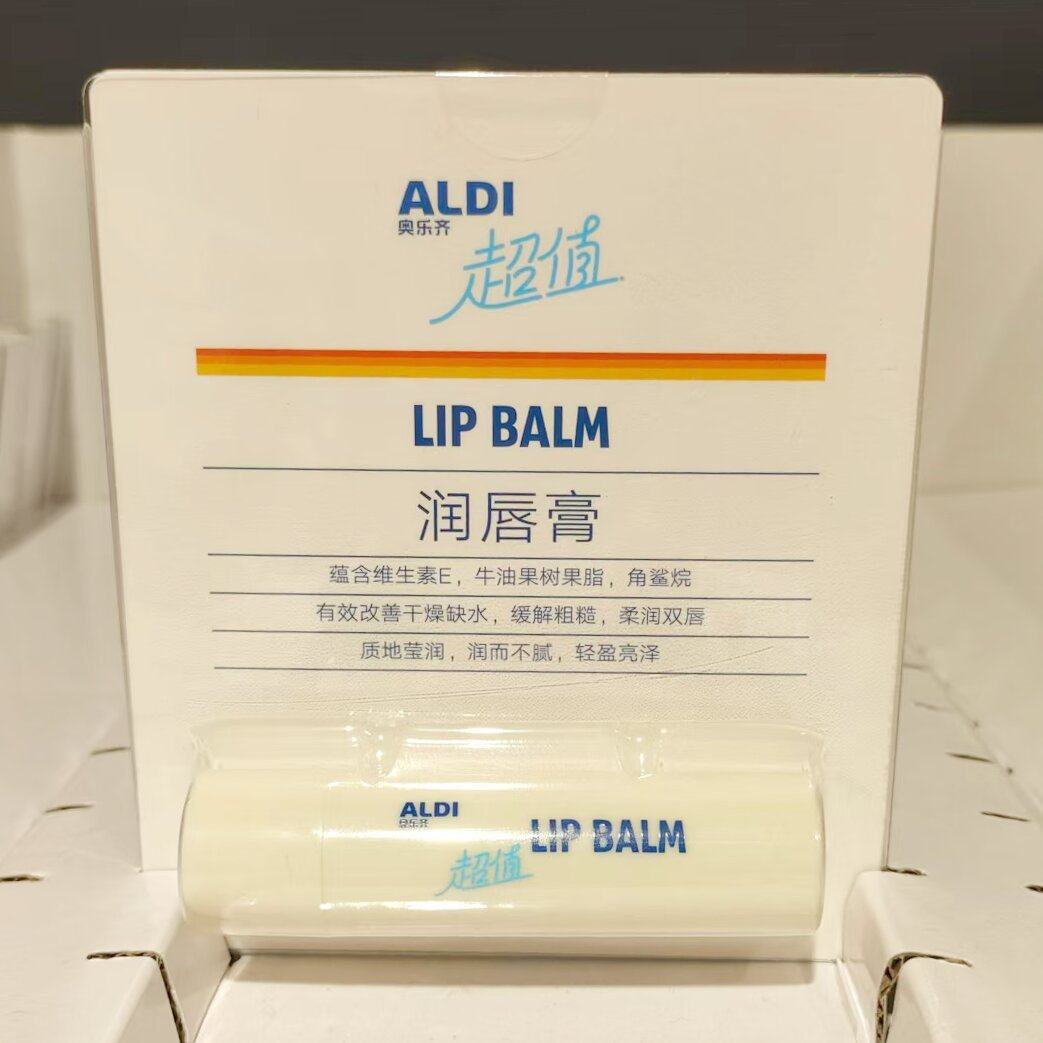 ALDI
奥乐齐
超值
LIP BALM
润唇膏
蕴含维生素E，牛油果树果脂，角鲨烷
有效改善干燥缺水，缓解粗糙，柔润双唇
质地莹润，润而不腻，轻盈亮泽
ALDI
奥乐齐
超值
LIP BALM